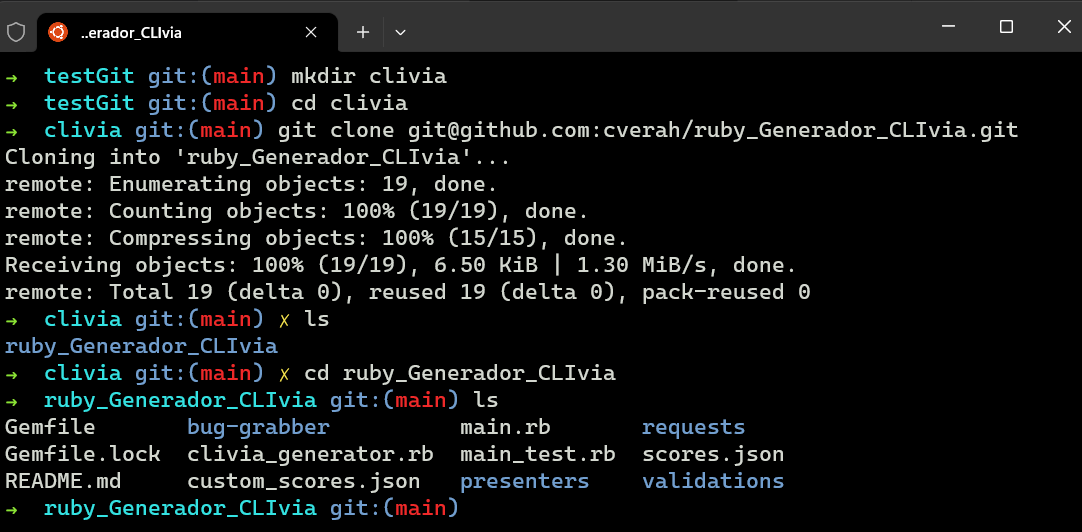 ..erador_CLIvia
→ testGit git:(main) mkdir clivia
→ testGit git:(main) cd clivia
→ clivia git:(main) git clone git@github.com:cverah/ruby_Generador_CLIvia.git
Cloning into 'ruby_Generador_CLIvia'...
remote: Enumerating objects: 19, done.
remote: Counting objects: 100% (19/19), done.
remote: Compressing objects: 100% (15/15), done.
Receiving objects: 100% (19/19), 6.50 KiB | 1.30 MiB/s, done.
remote: Total 19 (delta 0), reused 19 (delta 0), pack-reused 0
→ clivia git:(main) ✗ ls
ruby_Generador_CLIvia
→ clivia git:(main) ✗ cd ruby_Generador_CLIvia
→ ruby_Generador_CLIvia git:(main) ls
Gemfile bug-grabber main.rb requests
Gemfile.lock clivia_generator.rb main_test.rb scores.json
README.md custom_scores.json presenters validations
→ ruby_Generador_CLIvia git:(main)